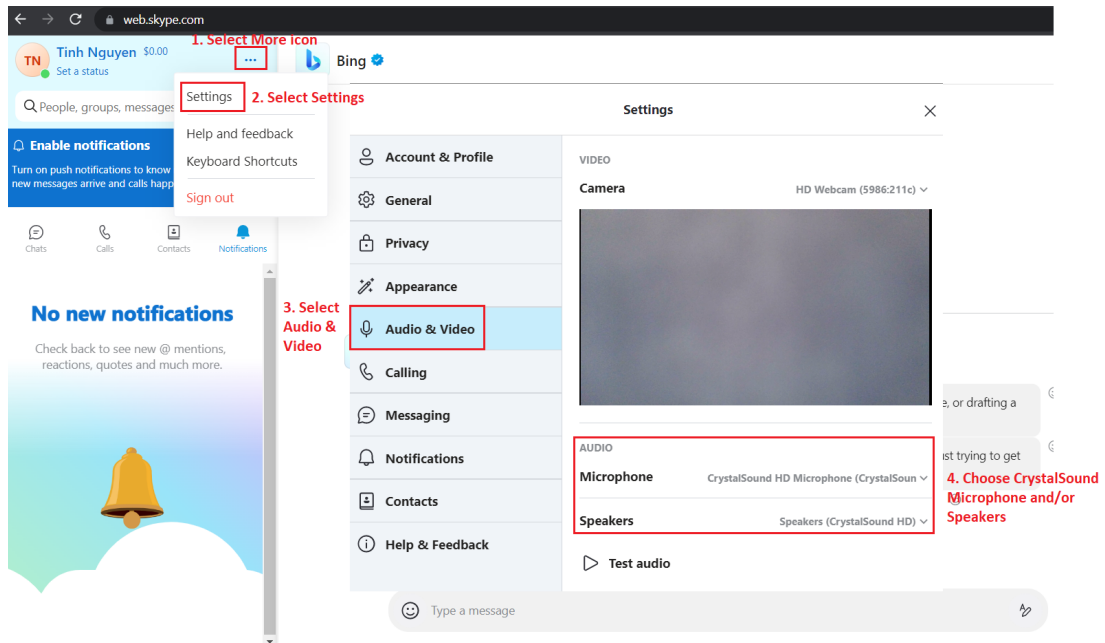 web.skype.com
1. Select More icon
TN
Tinh Nguyen $0.00
Set a status
...
Bing
People, groups, messages
Settings
2. Select Settings
Help and feedback
Keyboard Shortcuts
Sign out
Enable notifications
Turn on push notifications to know
new messages arrive and calls happ
Chats
Calls
Contacts
Notifications
No new notifications
Check back to see new @ mentions,
reactions, quotes and much more.
Settings
Account & Profile
General
Privacy
Appearance
3. Select
Audio &
Video
Audio & Video
Calling
Messaging
Notifications
Contacts
Help & Feedback
VIDEO
Camera
HD Webcam (5986:211c)
AUDIO
Microphone
CrystalSound HD Microphone (CrystalSoun
Speakers
Speakers (CrystalSound HD)
Test audio
e, or drafting a
ist trying to get
4. Choose CrystalSound
Microphone and/or
Speakers
Type a message